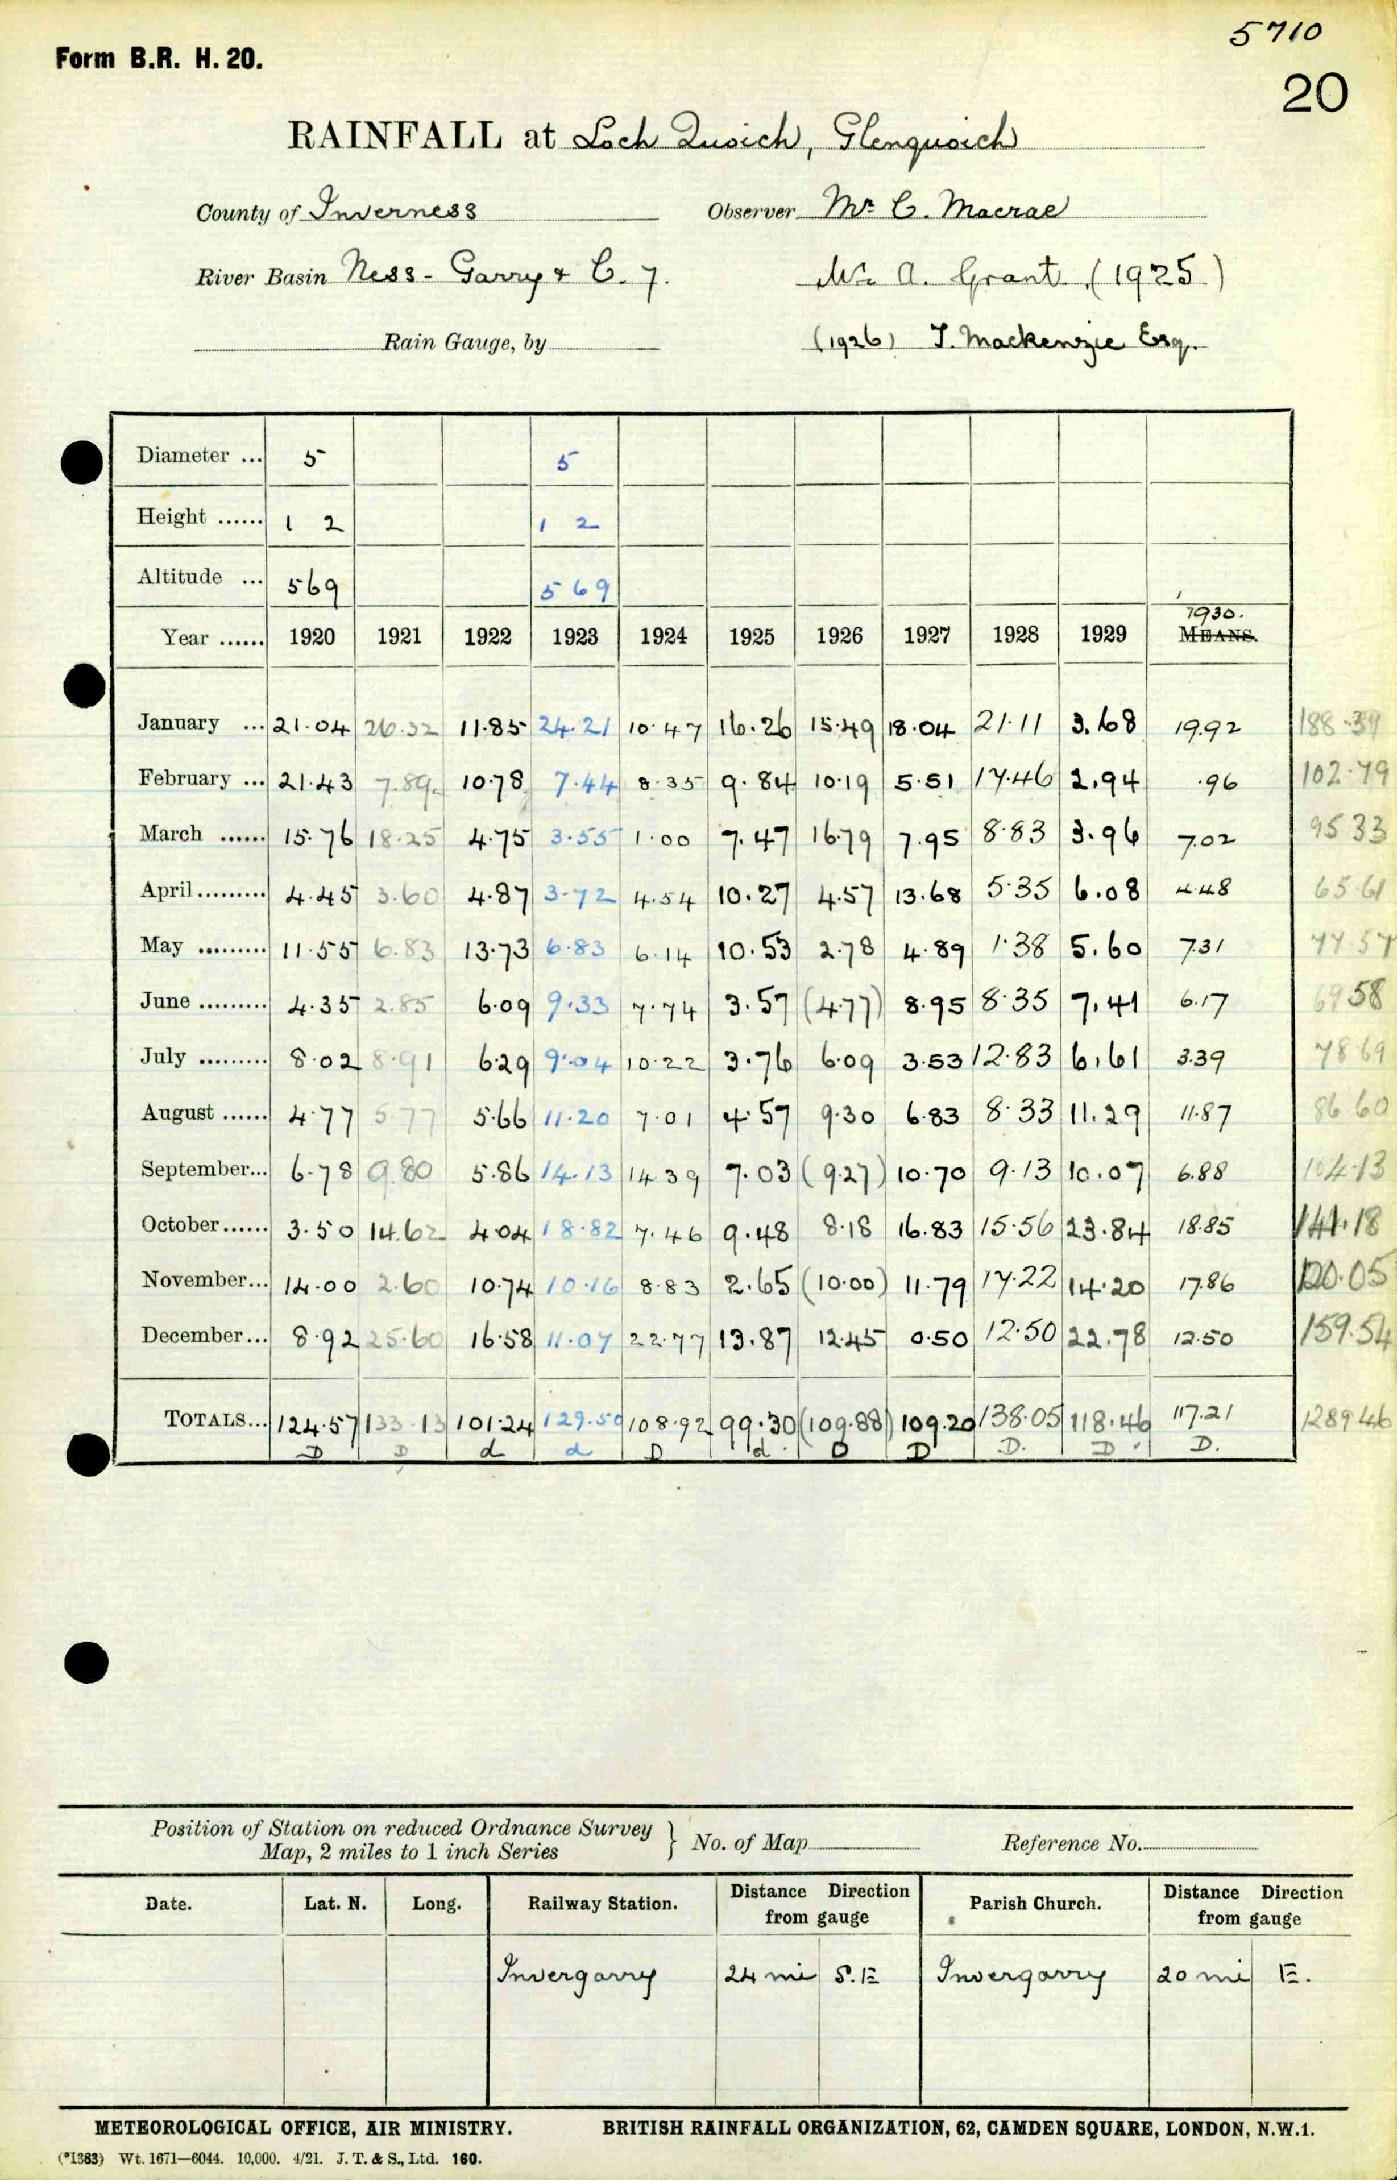 5710
Form B.R. H. 20.
20
RAINFALL at Loch Quoich, Glenquoich
County of Inverness Observer Mr. C. Macrae
River Basin Ness - Garry & C. 7. Mr. A. Grant (1925)
Rain Gauge, by (1926) T. Mackenzie Esq.
Diameter ... 5 5
Height ...... 1 2 1 2
Altitude ... 569 569
1930.
Year ...... 1920 1921 1922 1923 1924 1925 1926 1927 1928 1929 MEANS.
January ... 21.04 26.32 11.85 24.21 10.47 16.26 15.49 18.04 21.11 3.68 19.92 188.39
February ... 21.43 7.89 10.78 7.44 8.35 9.84 10.19 5.51 17.46 2.94 .96 102.79
March ...... 15.76 18.25 4.75 3.55 1.00 7.47 16.79 7.95 8.83 3.96 7.02 95 33
April ......... 4.45 3.60 4.87 3.72 4.54 10.27 4.57 13.68 5.35 6.08 4.48 65.61
May ......... 11.55 6.83 13.73 6.83 6.14 10.53 2.78 4.89 1.38 5.60 7.31 77.57
June ......... 4.35 2.85 6.09 9.33 7.74 3.57 (4.77) 8.95 8.35 7.41 6.17 69 58
July ......... 8.02 8.91 6.29 9.04 10.22 3.76 6.09 3.53 12.83 6.61 3.39 78.69
August ...... 4.77 5.77 5.66 11.20 7.01 4.57 9.30 6.83 8.33 11.29 11.87 86.60
September... 6.78 9.80 5.86 14.13 14.39 7.03 (9.27) 10.70 9.13 10.07 6.88 104.13
October ...... 3.50 14.62 4.04 18.82 7.46 9.48 8.18 16.83 15.56 23.84 18.85 141.18
November... 14.00 2.60 10.74 10.16 8.83 2.65 (10.00) 11.79 17.22 14.20 17.86 120.05
December... 8.92 25.60 16.58 11.07 22.77 13.87 12.45 0.50 12.50 22.78 12.50 159.54
TOTALS... 124.57 133.13 101.24 129.50 108.92 99.30 (109.88) 109.20 138.05 118.46 117.21 1289.46
D D d d D d D D D. D. D.
Position of Station on reduced Ordnance Survey
Map, 2 miles to 1 inch Series } No. of Map Reference No.
Date. Lat. N. Long. Railway Station. Distance Direction from gauge Parish Church. Distance Direction from gauge
Invergarry 24 mi S.E Invergarry 20 mi E.
METEOROLOGICAL OFFICE, AIR MINISTRY. BRITISH RAINFALL ORGANIZATION, 62, CAMDEN SQUARE, LONDON, N.W.1.
(*1383) Wt. 1671—6044. 10,000. 4/21. J. T. & S., Ltd. 160.